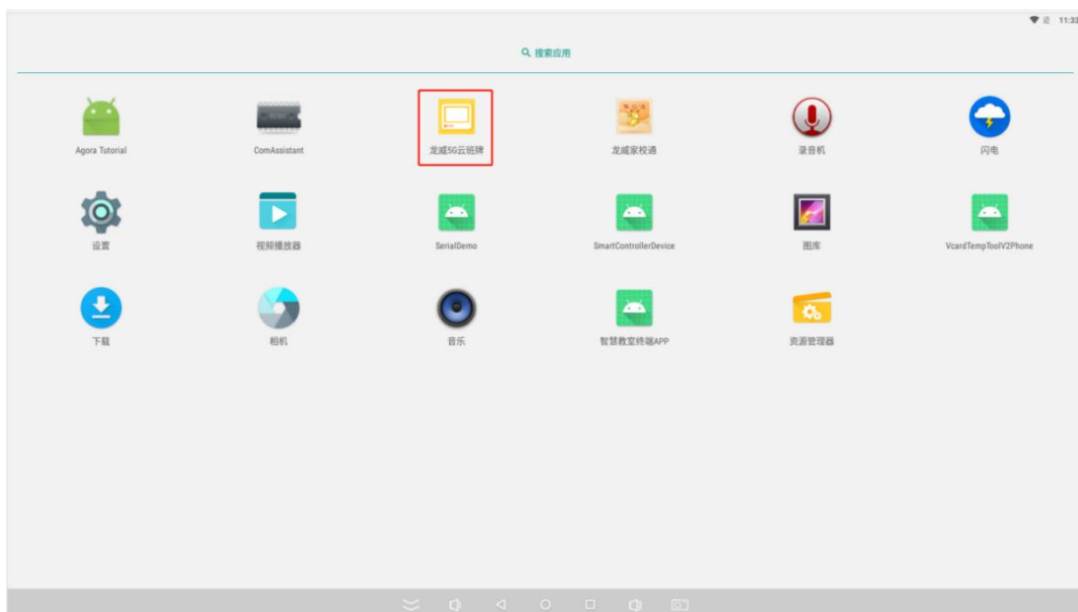 11:33
搜索应用
Agora Tutorial
ComAssistant
龙威5G云班牌
龙威家校通
录音机
闪电
设置
视频播放器
SerialDemo
SmartControllerDevice
图库
VcardTempToolV2Phone
下载
相机
音乐
智慧教室终端APP
资源管理器